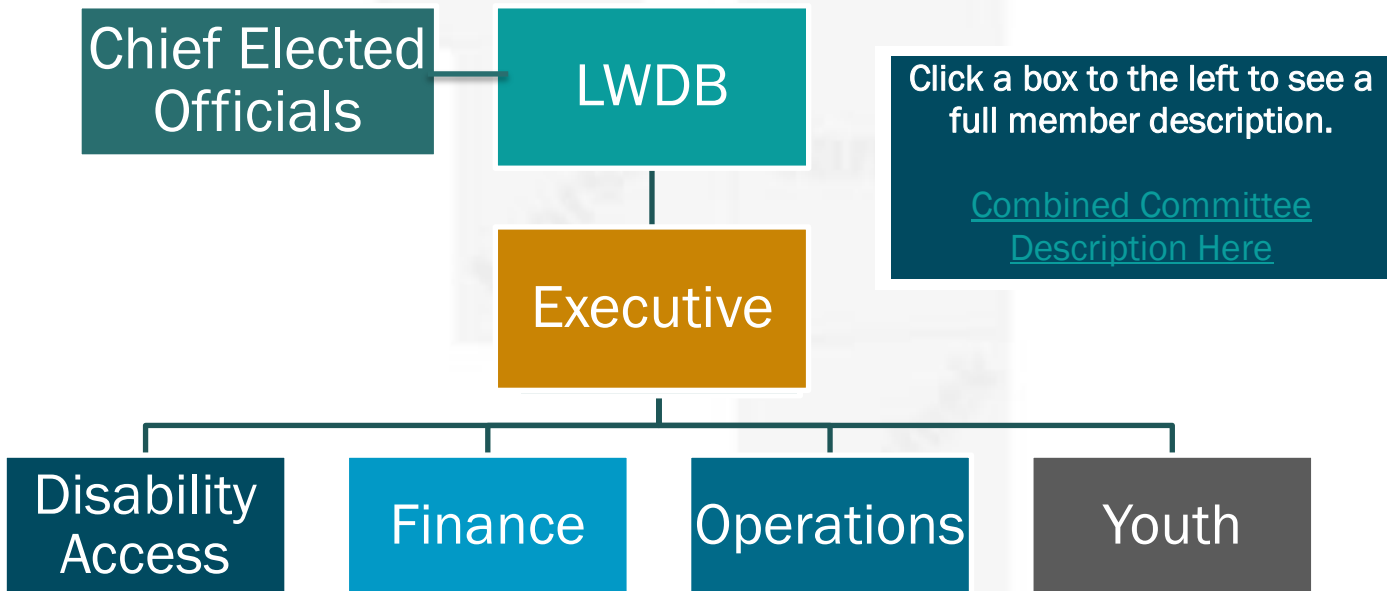 Chief Elected
Officials
LWDB
Click a box to the left to see a
full member description.
Combined Committee
Description Here
Executive
Disability
Access
Finance
Operations
Youth